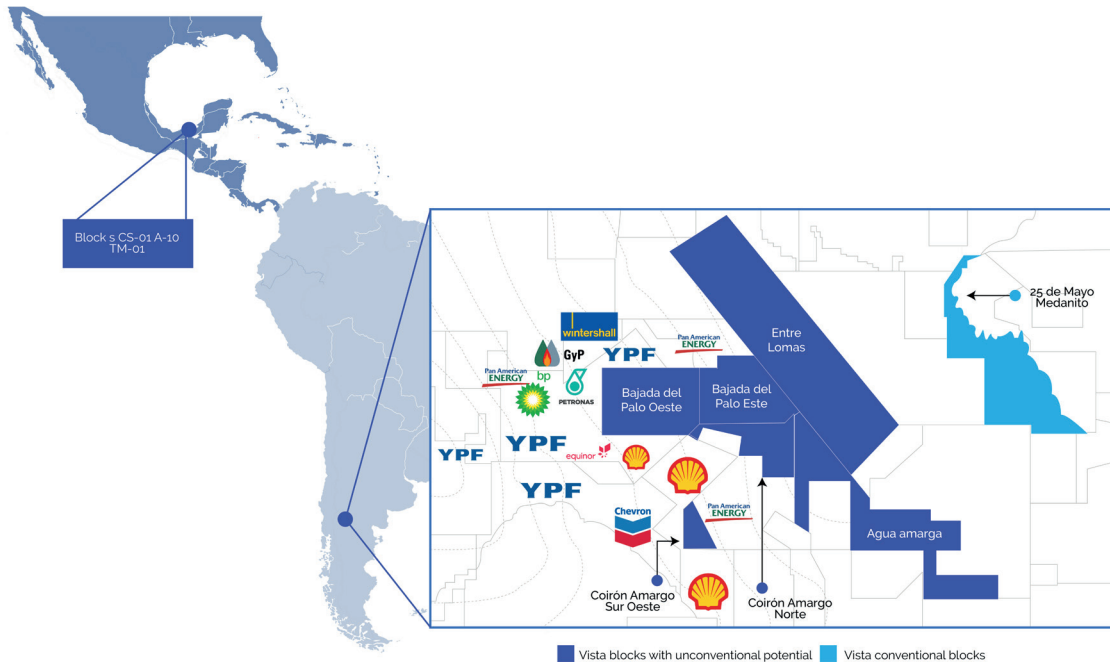 Block s CS-01 A-10
TM-01
25 de Mayo
Medanito
Entre
Lomas
wintershall
GyP
YPF
Pan American
ENERGY
Pan American
ENERGY
bp
PETRONAS
Bajada del
Palo Oeste
Bajada del
Palo Este
YPF
YPF
equinor
YPF
Chevron
Pan American
ENERGY
Agua amarga
Coirón Amargo
Sur Oeste
Coirón Amargo
Norte
Vista blocks with unconventional potential
Vista conventional blocks